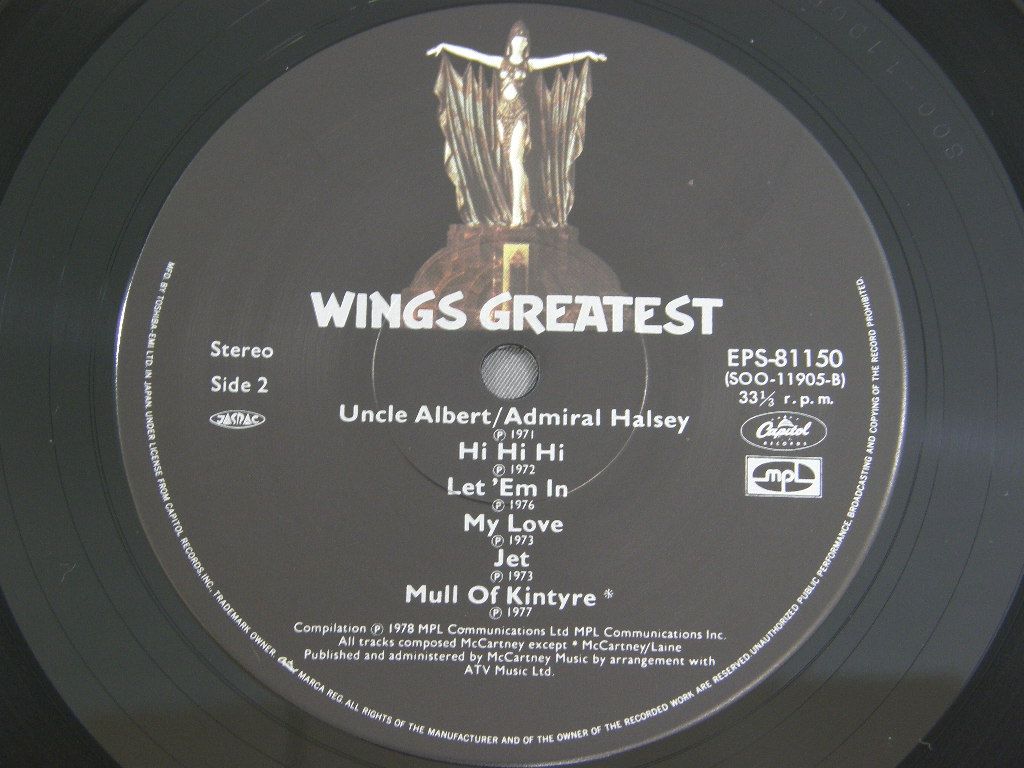 WINGS GREATEST
Stereo
Side 2
JASRAC
EPS-81150
(SOO-11905-B)
33⅓ r.p.m.
Capitol
RECORDS
mpl
Uncle Albert/Admiral Halsey
℗ 1971
Hi Hi Hi
℗ 1972
Let 'Em In
℗ 1976
My Love
℗ 1973
Jet
℗ 1973
Mull Of Kintyre *
℗ 1977
Compilation ℗ 1978 MPL Communications Ltd MPL Communications Inc.
All tracks composed McCartney except * McCartney/Laine
Published and administered by McCartney Music by arrangement with
ATV Music Ltd.
MFD BY TOSHIBA-EMI LTD. IN JAPAN, UNDER LICENSE FROM CAPITOL RECORDS, INC., TRADEMARK OWNER Capitol MARCA REG ALL RIGHTS OF THE MANUFACTURER AND OF THE OWNER OF THE RECORDED WORK ARE RESERVED. UNAUTHORIZED PUBLIC PERFORMANCE, BROADCASTING AND COPYING OF THE RECORD PROHIBITED.